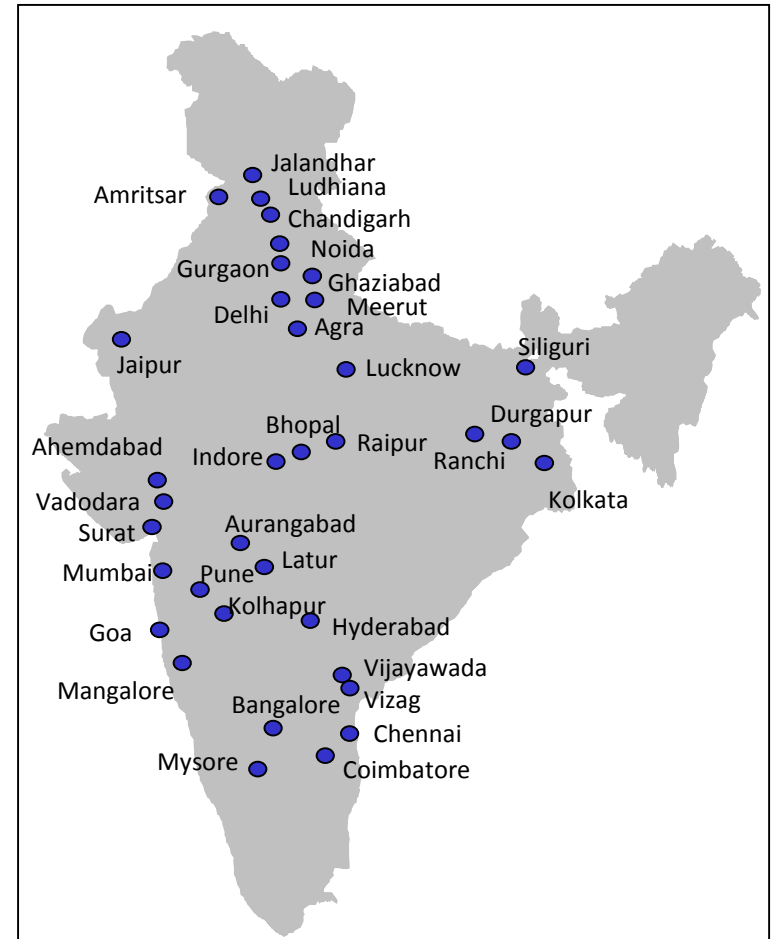 Jalandhar
Ludhiana
Amritsar
Chandigarh
Noida
Gurgaon
Ghaziabad
Meerut
Delhi
Agra
Siliguri
Jaipur
Lucknow
Durgapur
Bhopal
Raipur
Ahemdabad
Indore
Ranchi
Kolkata
Vadodara
Surat
Aurangabad
Latur
Mumbai
Pune
Kolhapur
Goa
Hyderabad
Vijayawada
Mangalore
Vizag
Bangalore
Chennai
Mysore
Coimbatore